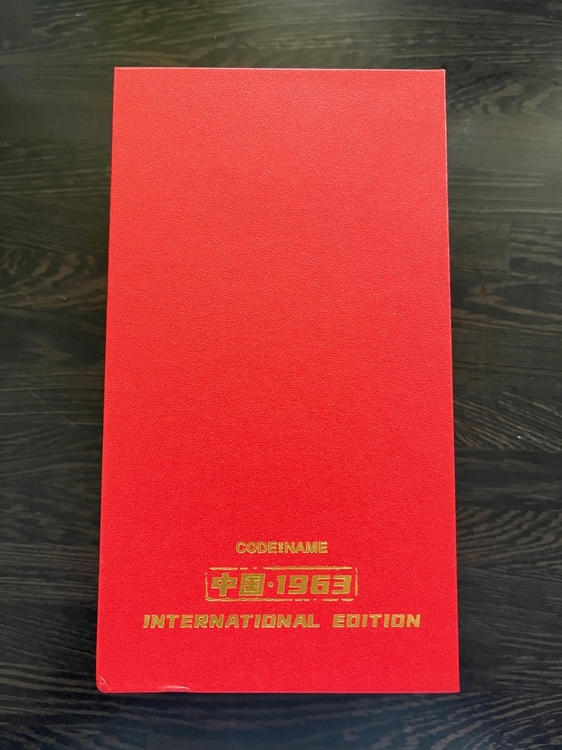 CODE NAME
中国·1963
INTERNATIONAL EDITION